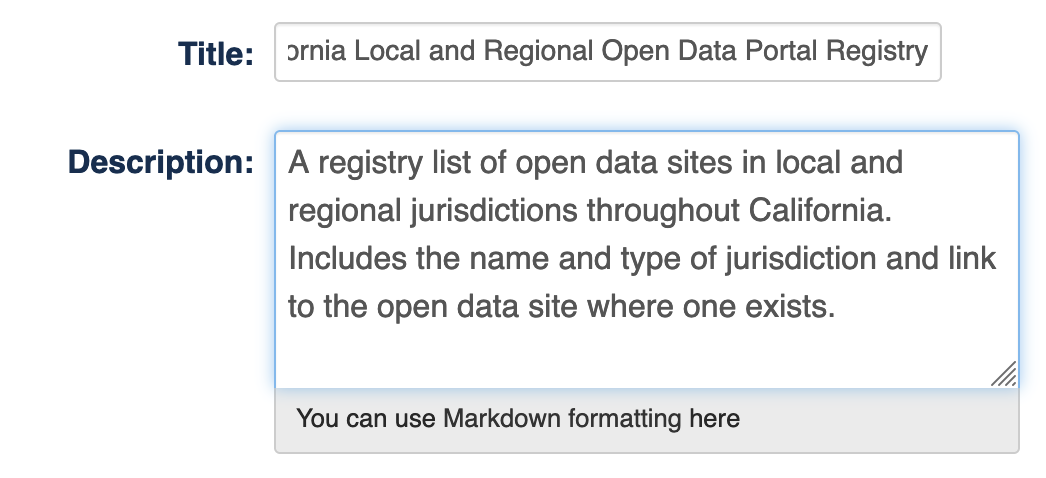 Title: ornia Local and Regional Open Data Portal Registry
Description: A registry list of open data sites in local and
regional jurisdictions throughout California.
Includes the name and type of jurisdiction and link
to the open data site where one exists.
You can use Markdown formatting here